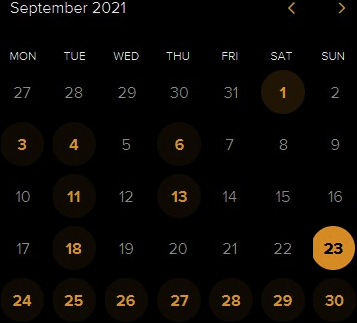 September 2021
MON TUE WED THU FRI SAT SUN
27 28 29 30 31 1 2
3 4 5 6 7 8 9
10 11 12 13 14 15 16
17 18 19 20 21 22 23
24 25 26 27 28 29 30